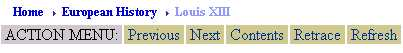 Home › European History › Louis XIII
ACTION MENU: Previous Next Contents Retrace Refresh